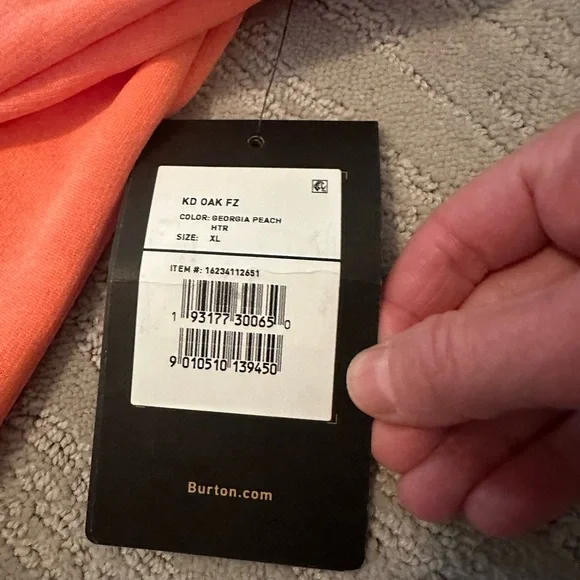 KD OAK FZ
COLOR: GEORGIA PEACH
HTR
SIZE: XL
ITEM #: 16234112651
1 93177 30065 0
9 010510 139450
Burton.com